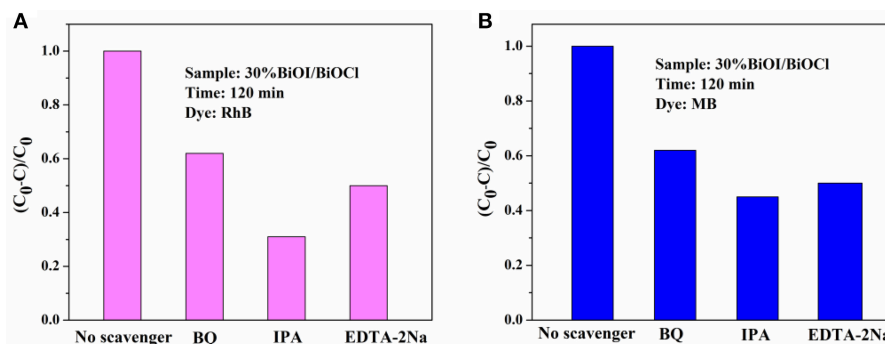 A
1.0
0.8
0.6
0.4
0.2
0.0
(C0-C)/C0
Sample: 30%BiOI/BiOCl
Time: 120 min
Dye: RhB
No scavenger BQ IPA EDTA-2Na
B
1.0
0.8
0.6
0.4
0.2
0.0
(C0-C)/C0
Sample: 30%BiOI/BiOCl
Time: 120 min
Dye: MB
No scavenger BQ IPA EDTA-2Na